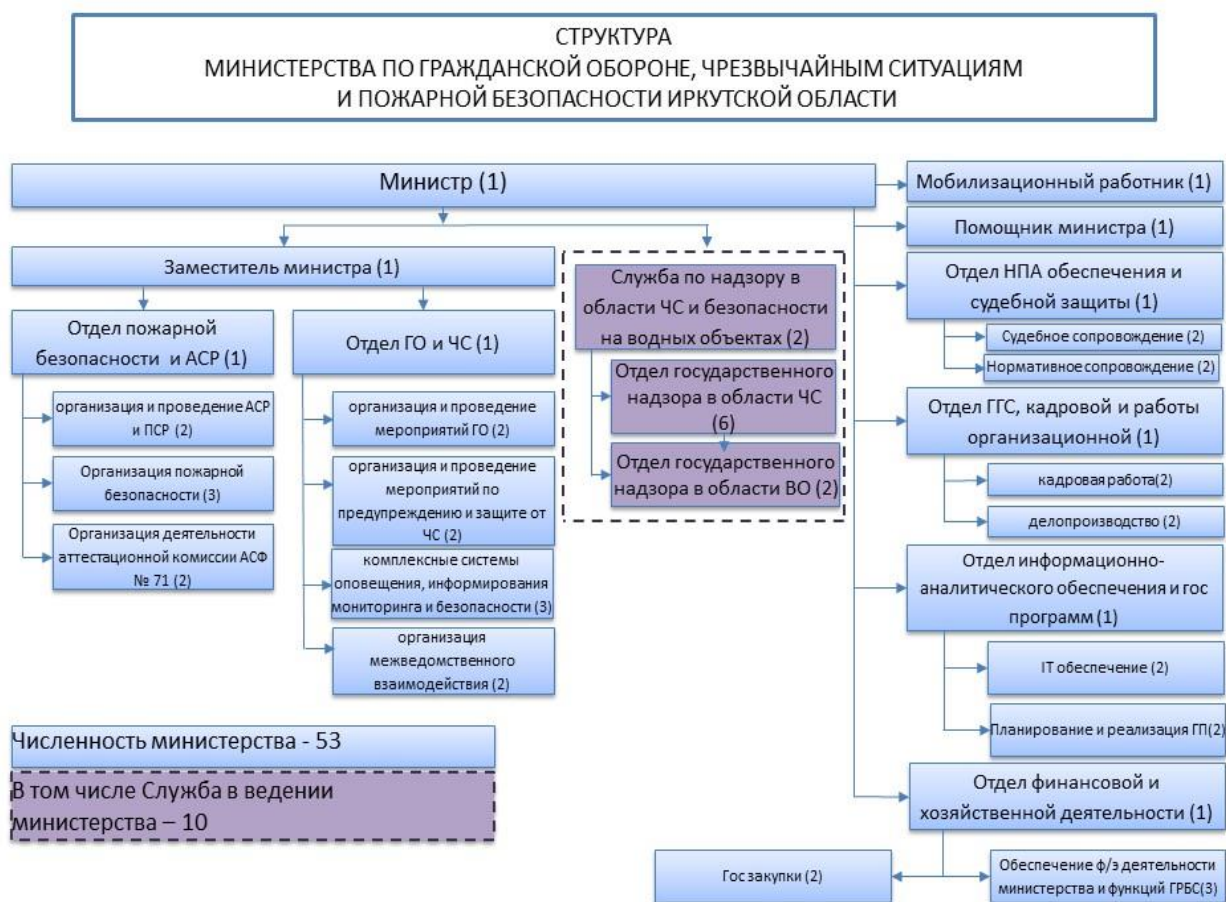 СТРУКТУРА
МИНИСТЕРСТВА ПО ГРАЖДАНСКОЙ ОБОРОНЕ, ЧРЕЗВЫЧАЙНЫМ СИТУАЦИЯМ
И ПОЖАРНОЙ БЕЗОПАСНОСТИ ИРКУТСКОЙ ОБЛАСТИ
Министр (1)
Заместитель министра (1)
Отдел пожарной
безопасности и АСР (1)
организация и проведение АСР
и ПСР (2)
Организация пожарной
безопасности (3)
Организация деятельности
аттестационной комиссии АСФ
№ 71 (2)
Отдел ГО и ЧС (1)
организация и проведение
мероприятий ГО (2)
организация и проведение
мероприятий по
предупреждению и защите от
ЧС (2)
комплексные системы
оповещения, информирования
мониторинга и безопасности (3)
организация
межведомственного
взаимодействия (2)
Служба по надзору в
области ЧС и безопасности
на водных объектах (2)
Отдел государственного
надзора в области ЧС
(6)
Отдел государственного
надзора в области ВО (2)
Мобилизационный работник (1)
Помощник министра (1)
Отдел НПА обеспечения и
судебной защиты (1)
Судебное сопровождение (2)
Нормативное сопровождение (2)
Отдел ГГС, кадровой и работы
организационной (1)
кадровая работа(2)
делопроизводство (2)
Отдел информационно-
аналитического обеспечения и гос
программ (1)
IT обеспечение (2)
Планирование и реализация ГП(2)
Отдел финансовой и
хозяйственной деятельности (1)
Гос закупки (2)
Обеспечение ф/э деятельности
министерства и функций ГРБС(3)
Численность министерства - 53
В том числе Служба в ведении
министерства – 10